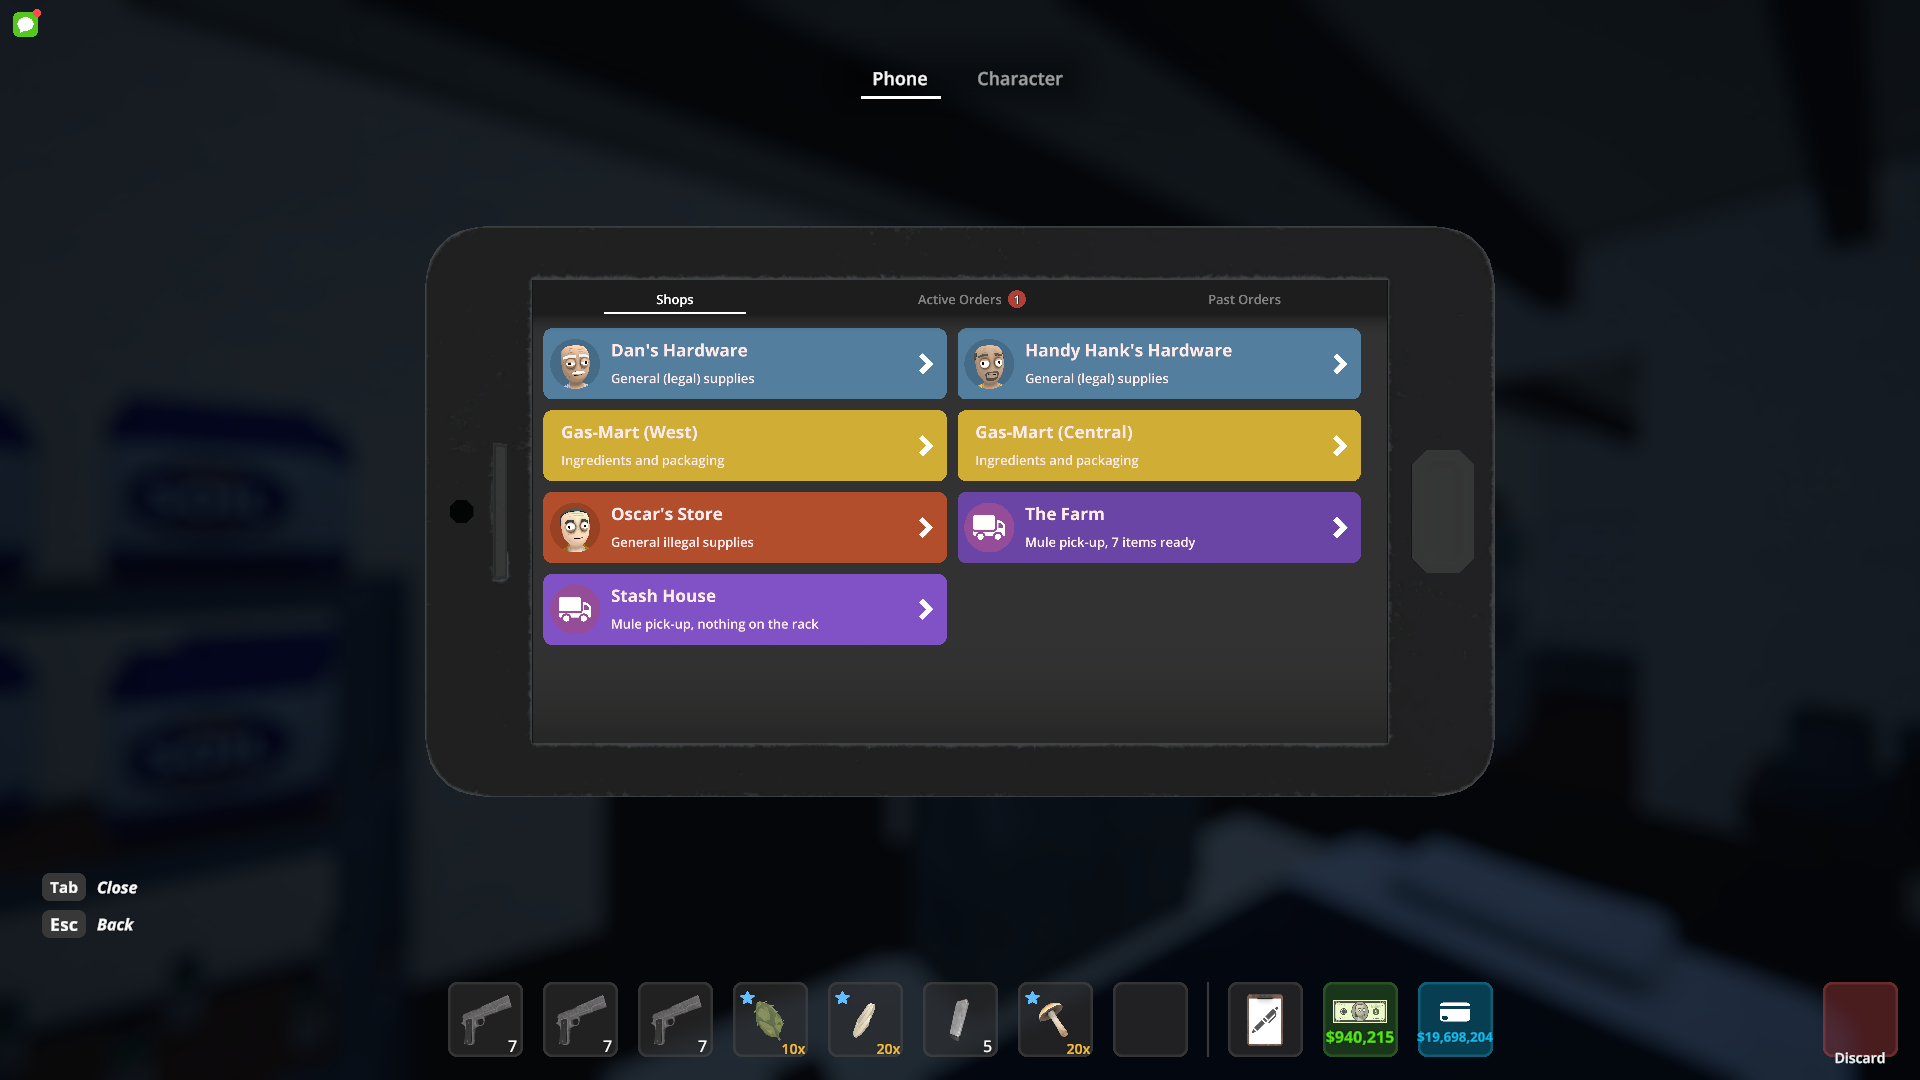 Phone
Character
Shops
Active Orders 1
Past Orders
Dan's Hardware
General (legal) supplies
Handy Hank's Hardware
General (legal) supplies
Gas-Mart (West)
Ingredients and packaging
Gas-Mart (Central)
Ingredients and packaging
Oscar's Store
General illegal supplies
The Farm
Mule pick-up, 7 items ready
Stash House
Mule pick-up, nothing on the rack
Tab Close
Esc Back
7
7
7
10x
20x
5
20x
$940,215
$19,698,204
Discard